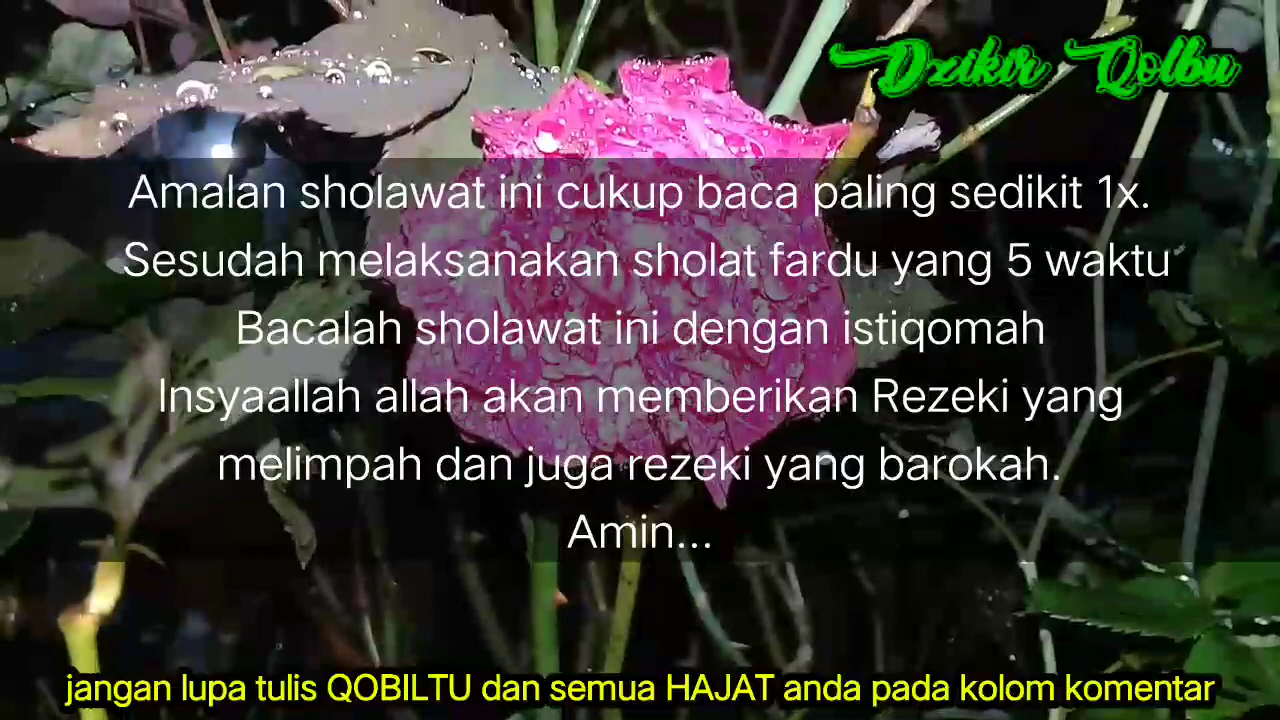 Dzikir Qolbu
Amalan sholawat ini cukup baca paling sedikit 1x.
Sesudah melaksanakan sholat fardu yang 5 waktu
Bacalah sholawat ini dengan istiqomah
Insyaallah allah akan memberikan Rezeki yang
melimpah dan juga rezeki yang barokah.
Amin...
jangan lupa tulis QOBILTU dan semua HAJAT anda pada kolom komentar